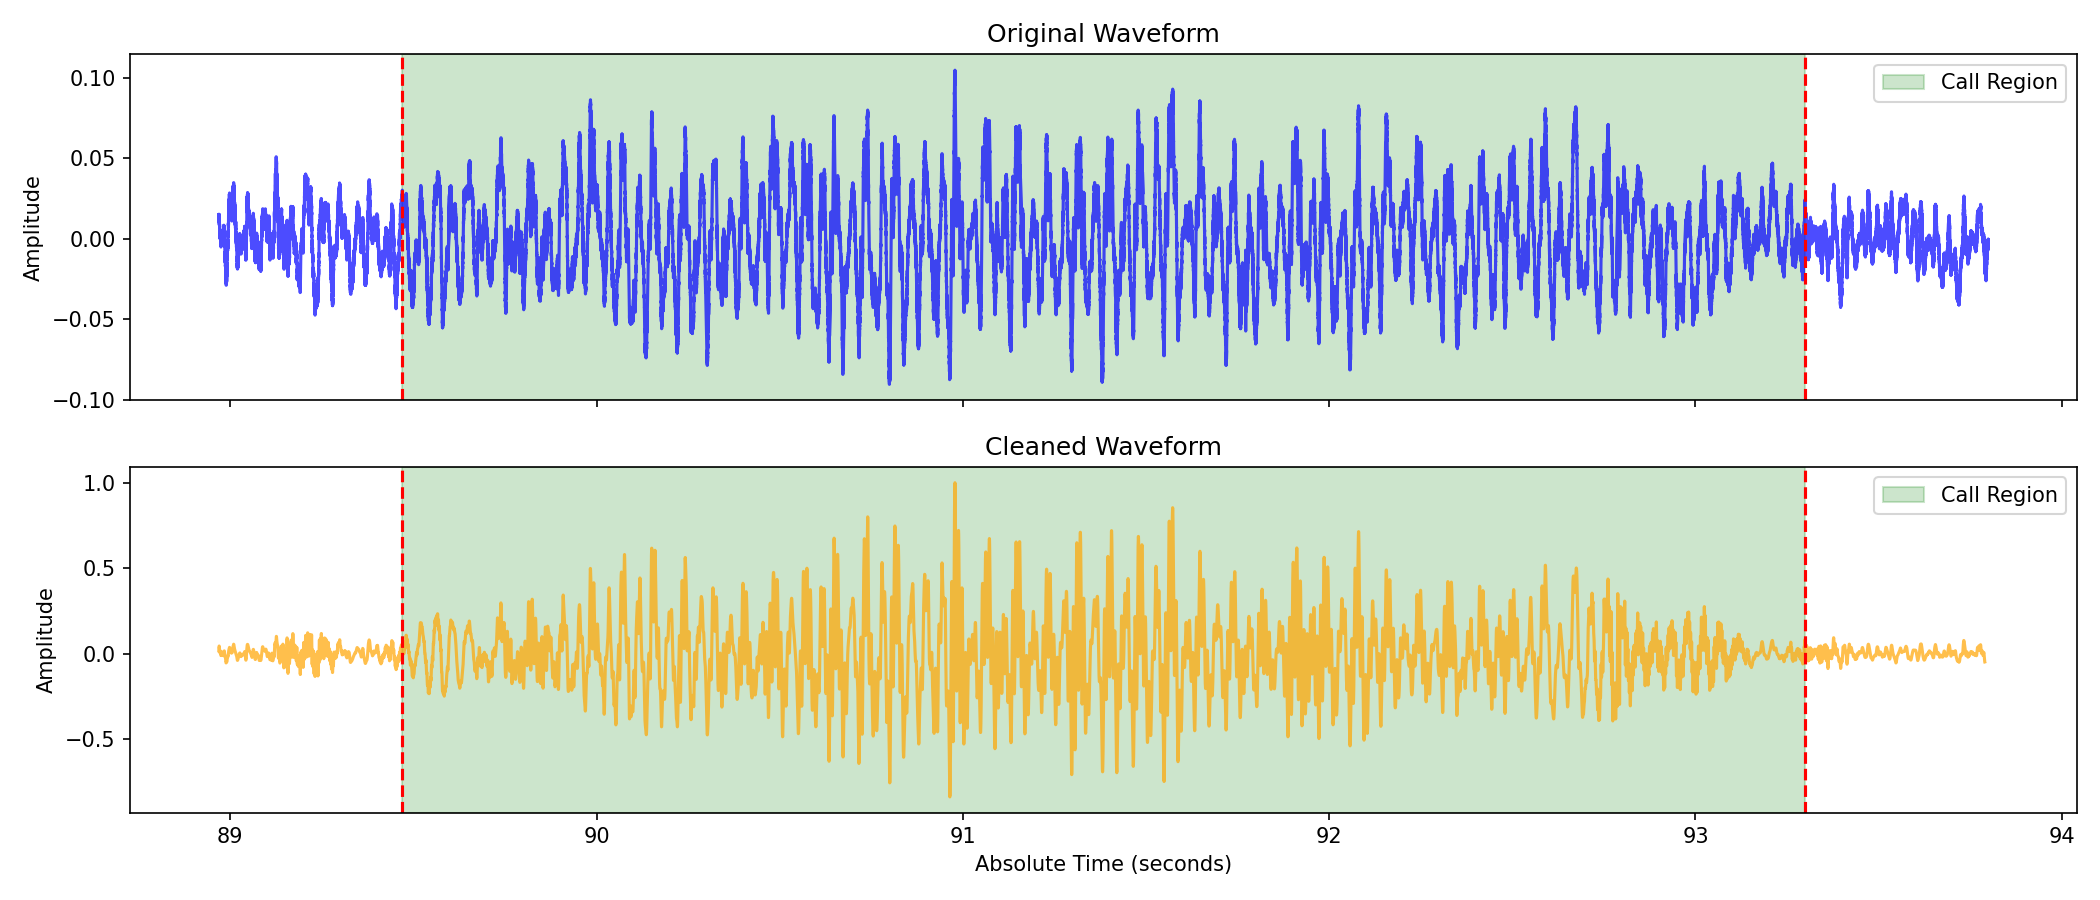 Original Waveform
Call Region
Amplitude
0.10
0.05
0.00
−0.05
−0.10
Cleaned Waveform
Call Region
Amplitude
1.0
0.5
0.0
−0.5
89 90 91 92 93 94
Absolute Time (seconds)